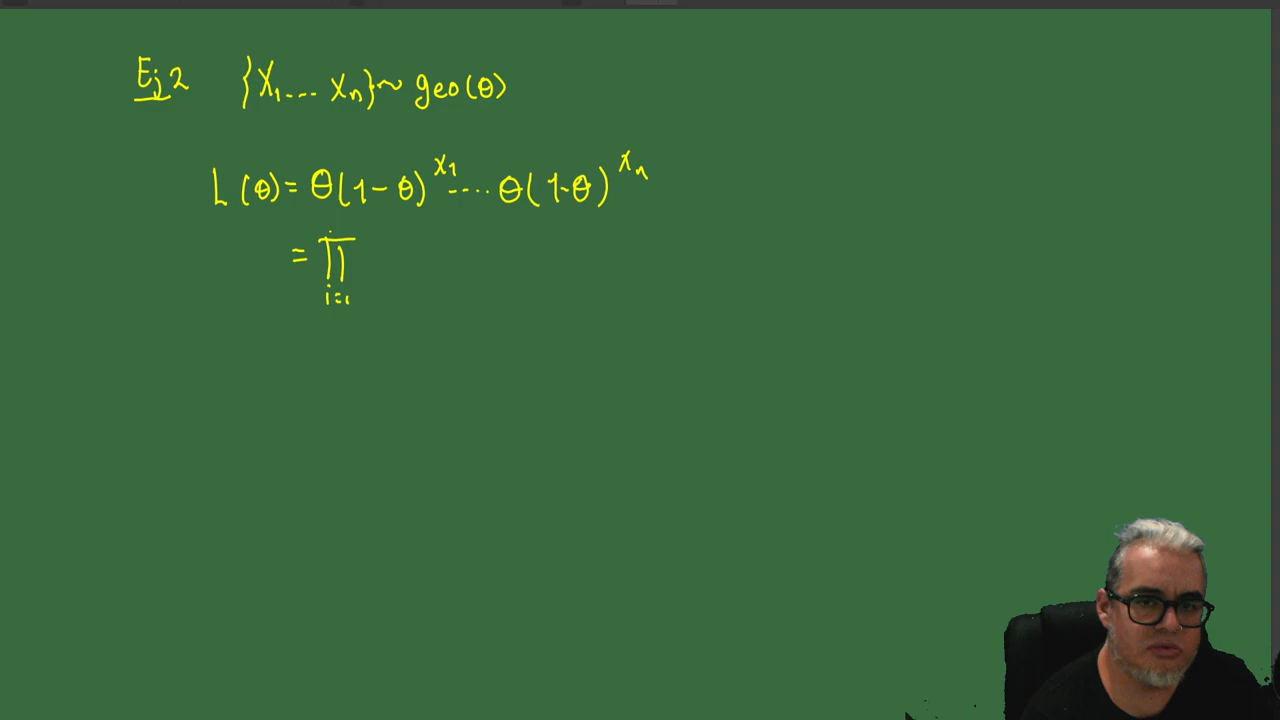 Ej 2 {X₁ .... Xₙ} ~ geo(θ)
L(θ) = θ(1-θ)^x₁ .... θ(1-θ)^xₙ
= ∏ i=1